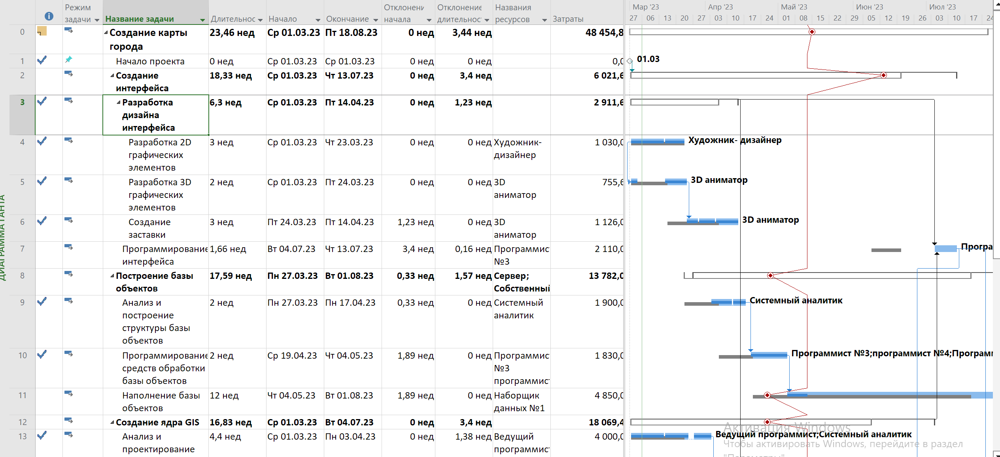 Режим задачи
Название задачи
Длительнос
Начало
Окончание
Отклонени начала
Отклонение длительнос
Названия ресурсов
Затраты
Мар '23 Апр '23 Май '23 Июн '23 Июл '23
27 06 13 20 27 03 10 17 24 01 08 15 22 29 05 12 19 26 03 10 17 24
ДИАГРАММА ГАНТА
0 Создание карты города 23,46 нед Ср 01.03.23 Пт 18.08.23 0 нед 3,44 нед 48 454,8
1 Начало проекта 0 нед Ср 01.03.23 Ср 01.03.23 0 нед 0 нед 0,0
01.03
2 Создание интерфейса 18,33 нед Ср 01.03.23 Чт 13.07.23 0 нед 3,4 нед 6 021,6
3 Разработка дизайна интерфейса 6,3 нед Ср 01.03.23 Пт 14.04.23 0 нед 1,23 нед 2 911,6
4 Разработка 2D графических элементов 3 нед Ср 01.03.23 Чт 23.03.23 0 нед 0 нед Художник- дизайнер 1 030,0
Художник- дизайнер
5 Разработка 3D графических элементов 2 нед Ср 01.03.23 Пт 24.03.23 0 нед 0 нед 3D аниматор 755,6
3D аниматор
6 Создание заставки 3 нед Пт 24.03.23 Пт 14.04.23 1,23 нед 0 нед 3D аниматор 1 126,0
3D аниматор
7 Программирование интерфейса 1,66 нед Вт 04.07.23 Чт 13.07.23 3,4 нед 0,16 нед Программис №3 2 110,0
Програ
8 Построение базы объектов 17,59 нед Пн 27.03.23 Вт 01.08.23 0,33 нед 1,57 нед Сервер; Собственный 13 782,0
9 Анализ и построение структуры базы объектов 2 нед Пн 27.03.23 Пн 17.04.23 0,33 нед 0 нед Системный аналитик 1 900,0
Системный аналитик
10 Программирование средств обработки базы объектов 2 нед Ср 19.04.23 Чт 04.05.23 1,89 нед 0 нед Программис №3 программист 1 830,0
Программист №3;программист №4;Програм
11 Наполнение базы объектов 12 нед Чт 04.05.23 Вт 01.08.23 1,89 нед 0 нед Наборщик данных №1 4 850,0
12 Создание ядра GIS 16,83 нед Ср 01.03.23 Вт 04.07.23 0 нед 3,4 нед 18 069,4
13 Анализ и проектирование 4,4 нед Ср 01.03.23 Пн 03.04.23 0 нед 1,38 нед Ведущий программист 4 000,0
Ведущий программист;Системный аналитик
Активация Windows
Чтобы активировать Windows, перейдите в раздел
"Параметры"